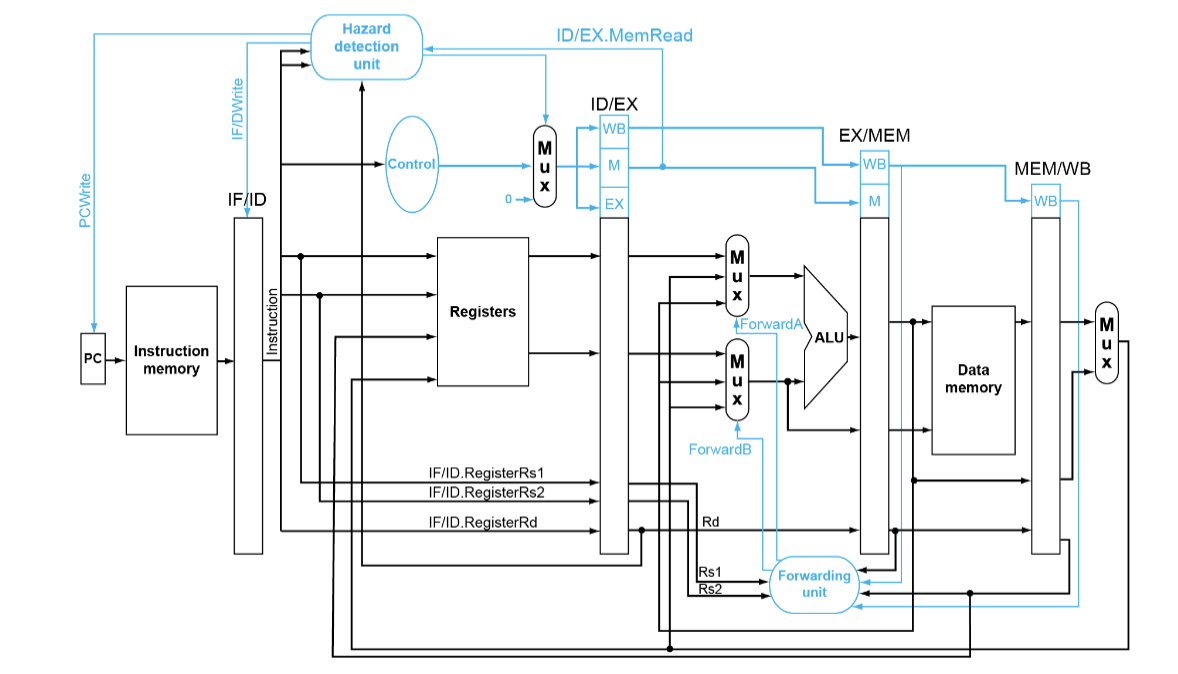 Hazard
detection
unit
ID/EX.MemRead
IF/DWrite
PCWrite
ID/EX
WB
M
EX
Control
Mux
0
EX/MEM
WB
M
MEM/WB
WB
IF/ID
PC
Instruction
memory
Instruction
Registers
Mux
ForwardA
Mux
ForwardB
ALU
Data
memory
Mux
IF/ID.RegisterRs1
IF/ID.RegisterRs2
IF/ID.RegisterRd
Rd
Rs1
Rs2
Forwarding
unit